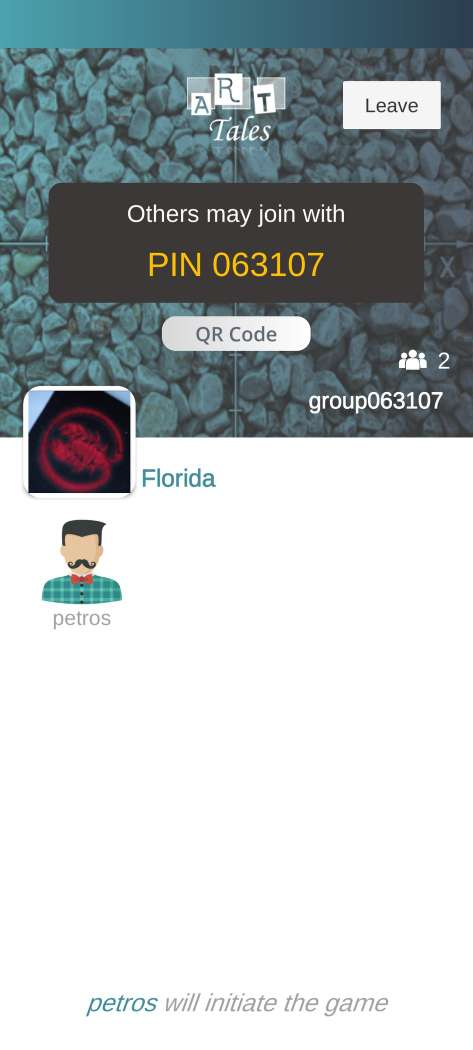 ART
Tales
Leave
Others may join with
PIN 063107
X
QR Code
2
group063107
Florida
petros
petros will initiate the game